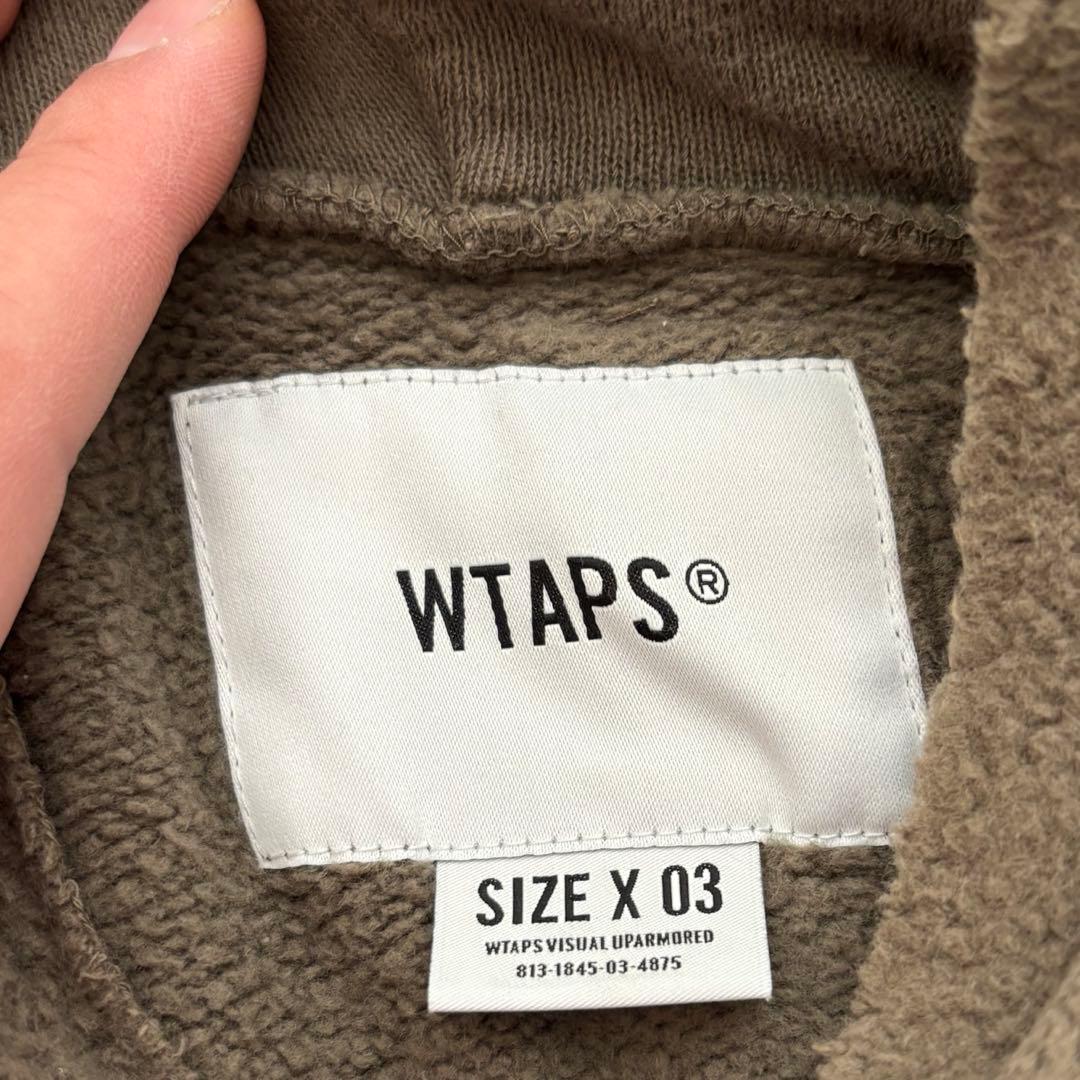 WTAPS®
SIZE X 03
WTAPS VISUAL UPARMORED
813-1845-03-4875